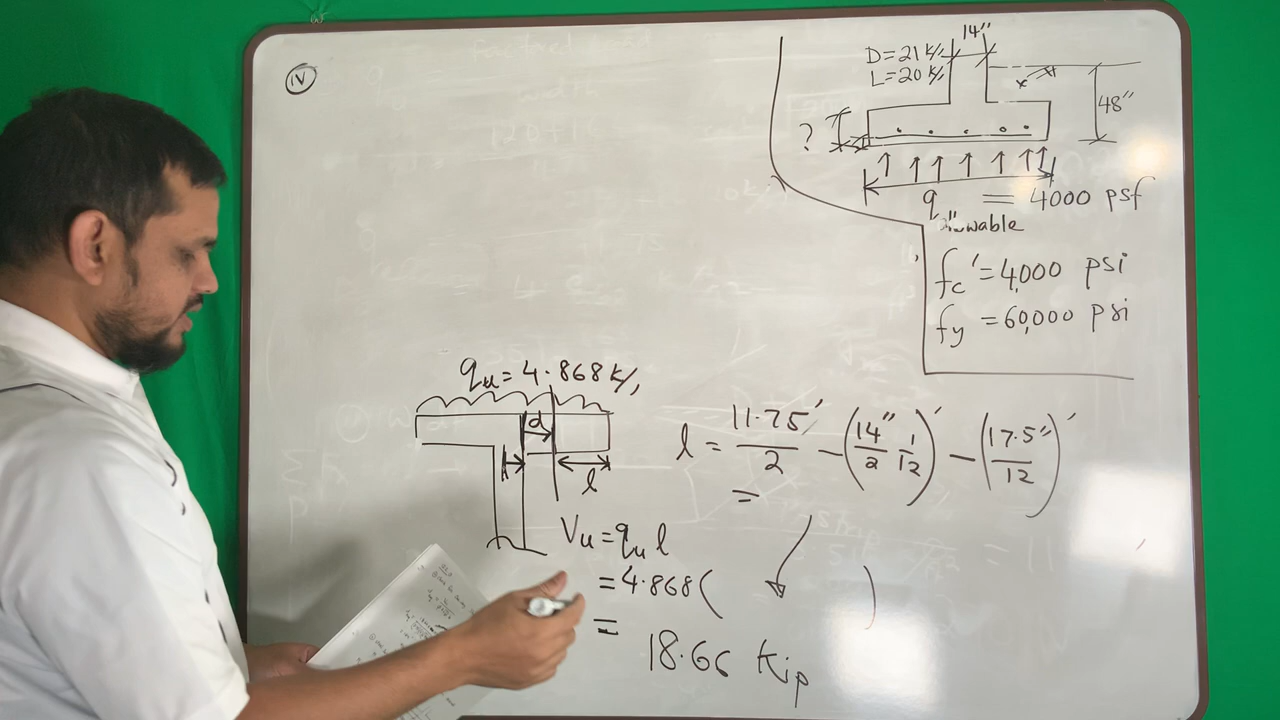 IV
14"
D = 21 k/,
L = 20 k/,
48"
?
q allowable = 4000 psf
fc' = 4,000 psi
fy = 60,000 psi
qu = 4.868 k/,
d
l
l = 11.75'/2 - (14"/2 1/12)' - (17.5"/12)'
=
Vu = qu l
= 4.868 ( )
= 18.66 Kip